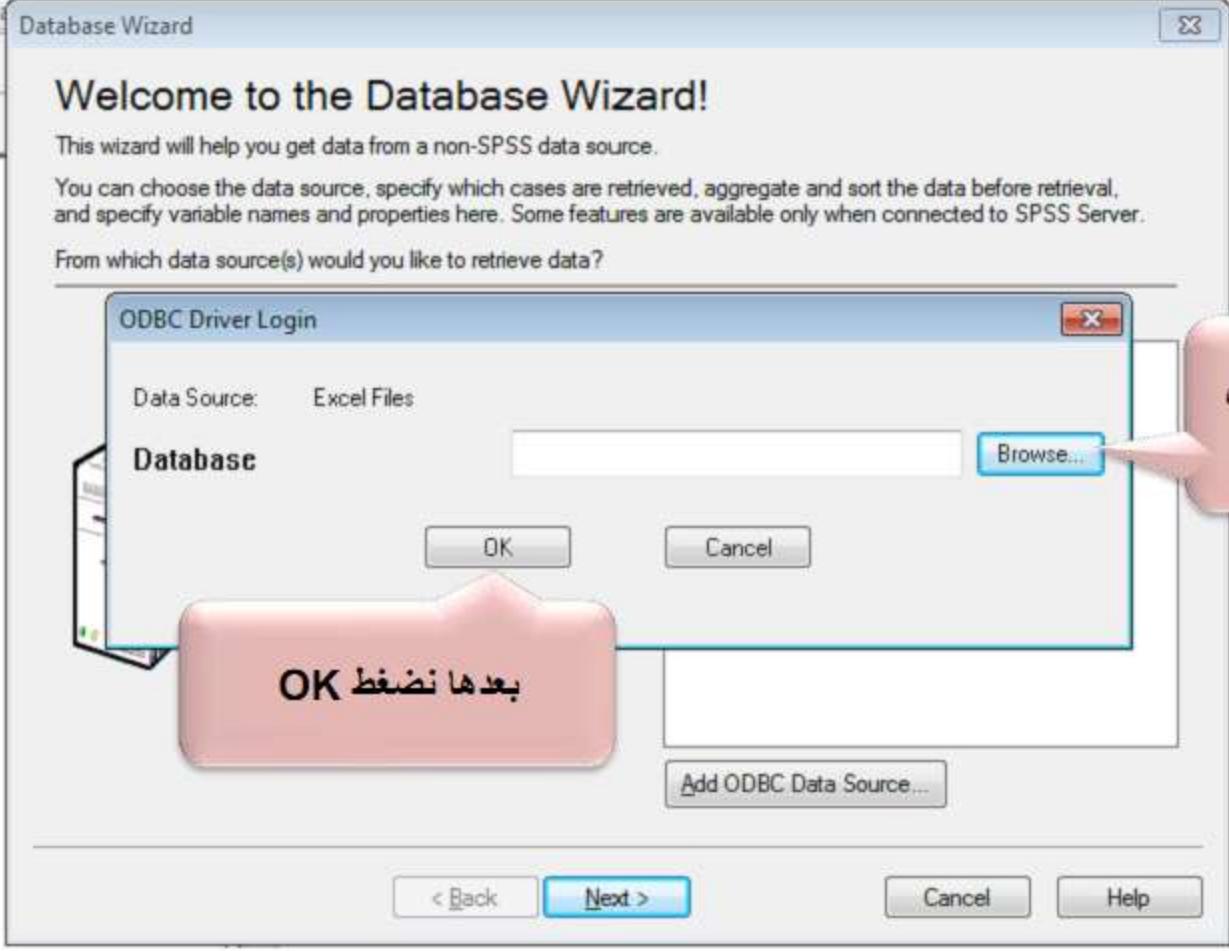 Database Wizard
Welcome to the Database Wizard!
This wizard will help you get data from a non-SPSS data source.
You can choose the data source, specify which cases are retrieved, aggregate and sort the data before retrieval,
and specify variable names and properties here. Some features are available only when connected to SPSS Server.
From which data source(s) would you like to retrieve data?
ODBC Driver Login
Data Source: Excel Files
Database
Browse...
OK Cancel
بعدها نضغط OK
Add ODBC Data Source...
< Back Next > Cancel Help